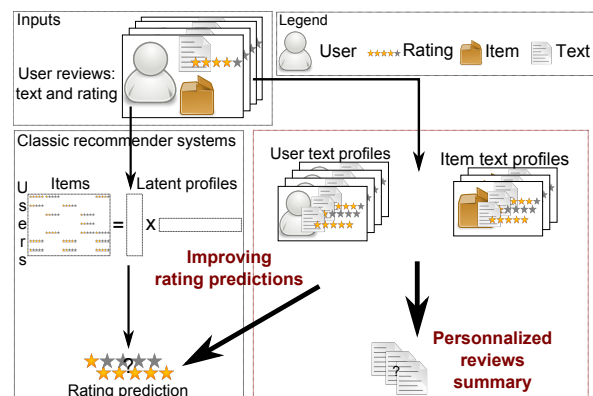 Inputs
User reviews:
text and rating
Legend
User
Rating
Item
Text
Classic recommender systems
Users
Items
Latent profiles
=
x
User text profiles
Item text profiles
Improving
rating predictions
?
Rating prediction
?
Personnalized
reviews
summary